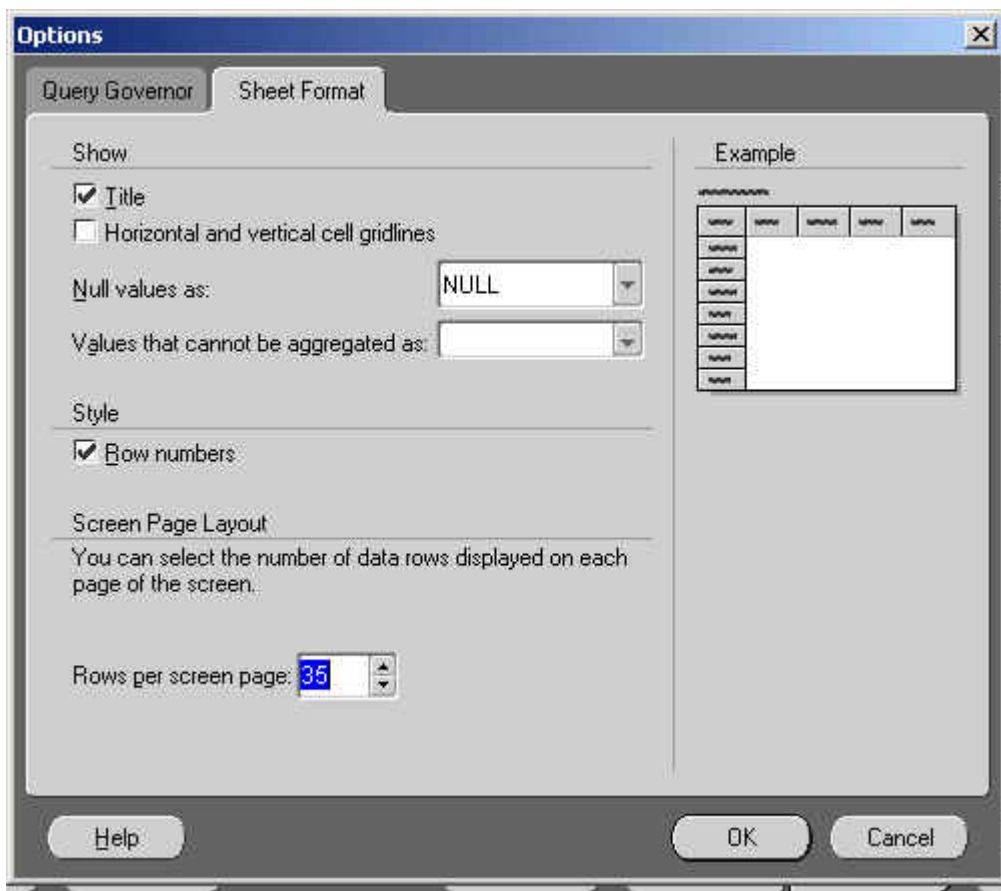 Options
Query Governor
Sheet Format
Show
Title
Horizontal and vertical cell gridlines
Null values as: NULL
Values that cannot be aggregated as:
Style
Row numbers
Screen Page Layout
You can select the number of data rows displayed on each
page of the screen.
Rows per screen page: 35
Example
Help
OK
Cancel